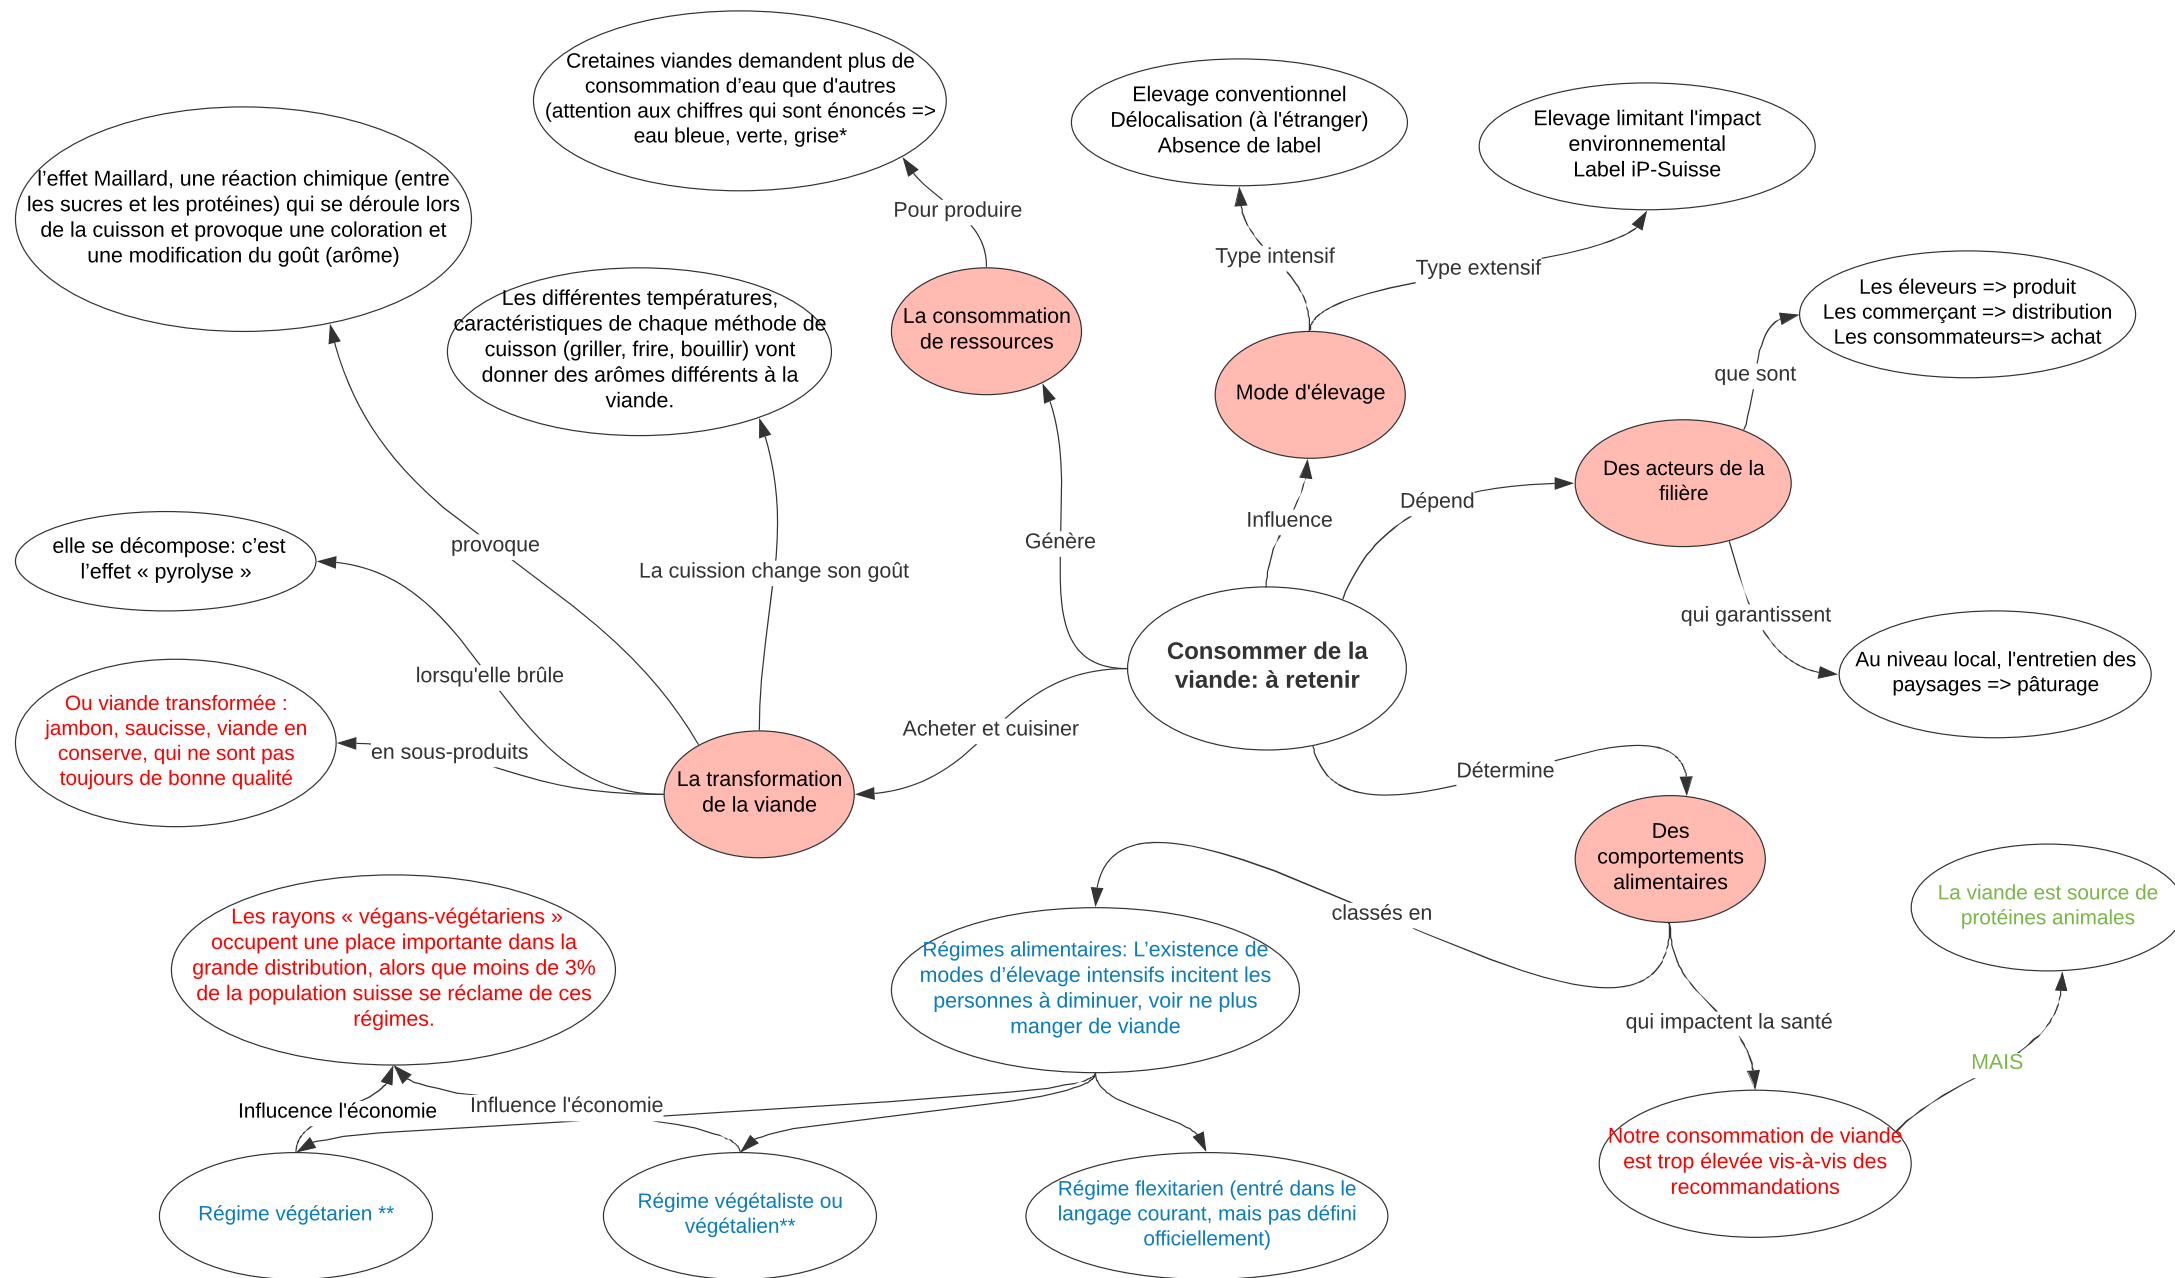 Cretaines viandes demandent plus de
consommation d'eau que d'autres
(attention aux chiffres qui sont énoncés =>
eau bleue, verte, grise*
Elevage conventionnel
Délocalisation (à l'étranger)
Absence de label
Elevage limitant l'impact
environnemental
Label iP-Suisse
l’effet Maillard, une réaction chimique (entre
les sucres et les protéines) qui se déroule lors
de la cuisson et provoque une coloration et
une modification du goût (arôme)
Pour produire
Type intensif
Type extensif
Les éleveurs => produit
Les commerçant => distribution
Les consommateurs=> achat
Les différentes températures,
caractéristiques de chaque méthode de
cuisson (griller, frire, bouillir) vont
donner des arômes différents à la
viande.
La consommation
de ressources
Mode d'élevage
que sont
Des acteurs de la
filière
Dépend
Influence
Génère
provoque
elle se décompose: c’est
l’effet « pyrolyse »
La cuission change son goût
qui garantissent
Consommer de la
viande: à retenir
Au niveau local, l'entretien des
paysages => pâturage
lorsqu'elle brûle
Ou viande transformée :
jambon, saucisse, viande en
conserve, qui ne sont pas
toujours de bonne qualité
en sous-produits
Acheter et cuisiner
La transformation
de la viande
Détermine
Des
comportements
alimentaires
La viande est source de
protéines animales
classés en
Les rayons « végans-végétariens »
occupent une place importante dans la
grande distribution, alors que moins de 3%
de la population suisse se réclame de ces
régimes.
Régimes alimentaires: L’existence de
modes d’élevage intensifs incitent les
personnes à diminuer, voir ne plus
manger de viande
qui impactent la santé
MAIS
Influcence l'économie
Influence l'économie
Notre consommation de viande
est trop élevée vis-à-vis des
recommandations
Régime végétarien **
Régime végétaliste ou
végétalien**
Régime flexitarien (entré dans le
langage courant, mais pas défini
officiellement)